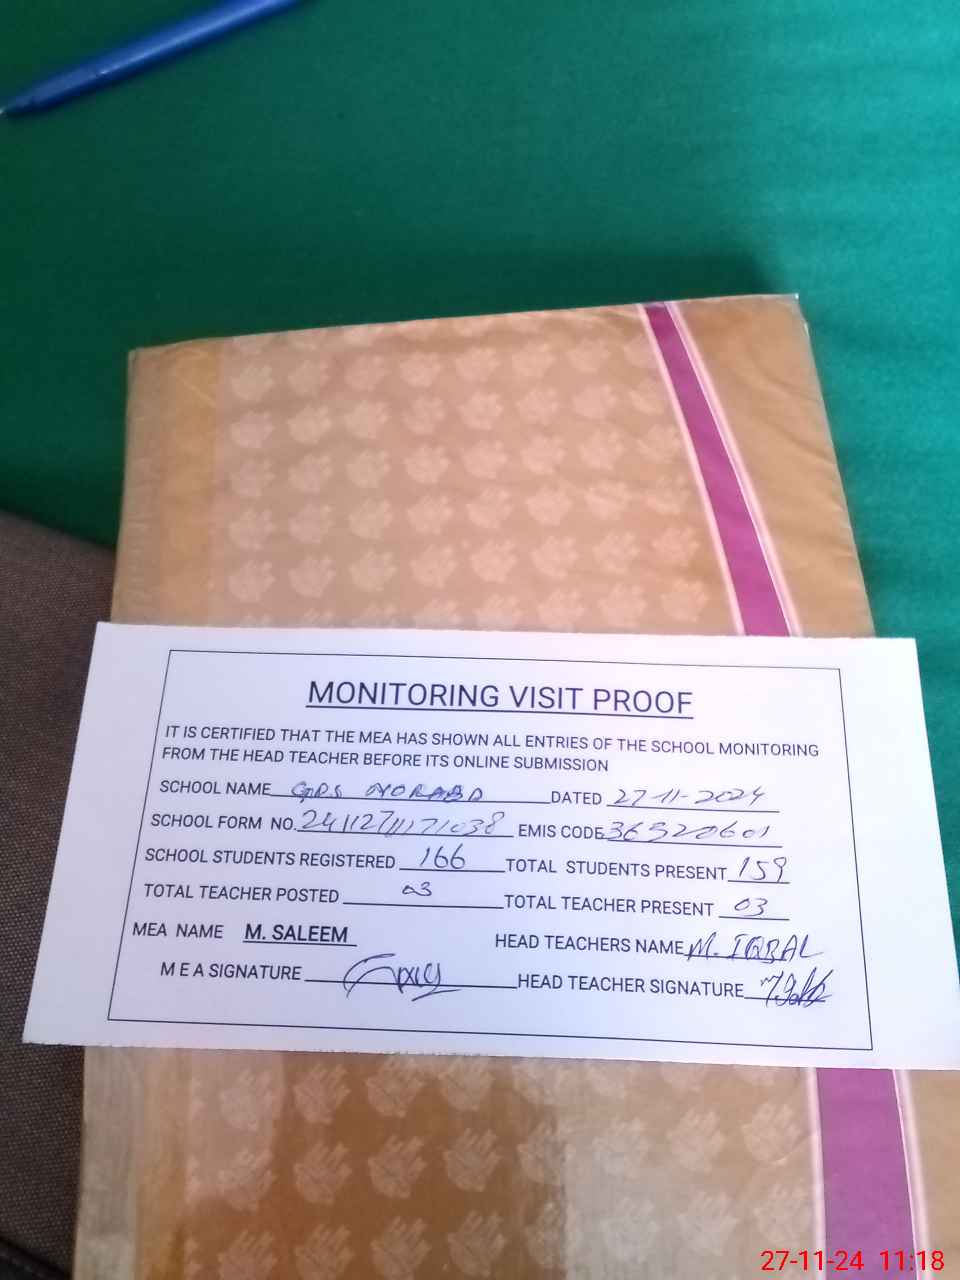 MONITORING VISIT PROOF
IT IS CERTIFIED THAT THE MEA HAS SHOWN ALL ENTRIES OF THE SCHOOL MONITORING
FROM THE HEAD TEACHER BEFORE ITS ONLINE SUBMISSION
SCHOOL NAME GPS DATED 27-11-2024
SCHOOL FORM NO. EMIS CODE 36520601
SCHOOL STUDENTS REGISTERED 166 TOTAL STUDENTS PRESENT 159
TOTAL TEACHER POSTED 03 TOTAL TEACHER PRESENT 03
MEA NAME M. SALEEM HEAD TEACHERS NAME M. IQBAL
M E A SIGNATURE HEAD TEACHER SIGNATURE
27-11-24 11:18